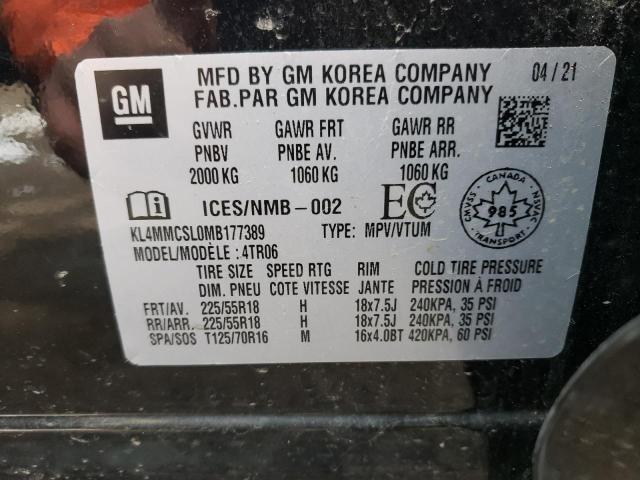 GM
MFD BY GM KOREA COMPANY 04/21
FAB.PAR GM KOREA COMPANY
GVWR GAWR FRT GAWR RR
PNBV PNBE AV. PNBE ARR.
2000 KG 1060 KG 1060 KG
i ICES/NMB-002 EC
CANADA
CMVSS 985 NSVAC
TRANSPORT
KL4MMCSL0MB177389 TYPE: MPV/VTUM
MODEL/MODÈLE: 4TR06
TIRE SIZE SPEED RTG RIM COLD TIRE PRESSURE
DIM. PNEU COTE VITESSE JANTE PRESSION À FROID
FRT/AV. 225/55R18 H 18x7.5J 240KPA, 35 PSI
RR/ARR. 225/55R18 H 18x7.5J 240KPA, 35 PSI
SPA/SOS T125/70R16 M 16x4.0BT 420KPA, 60 PSI